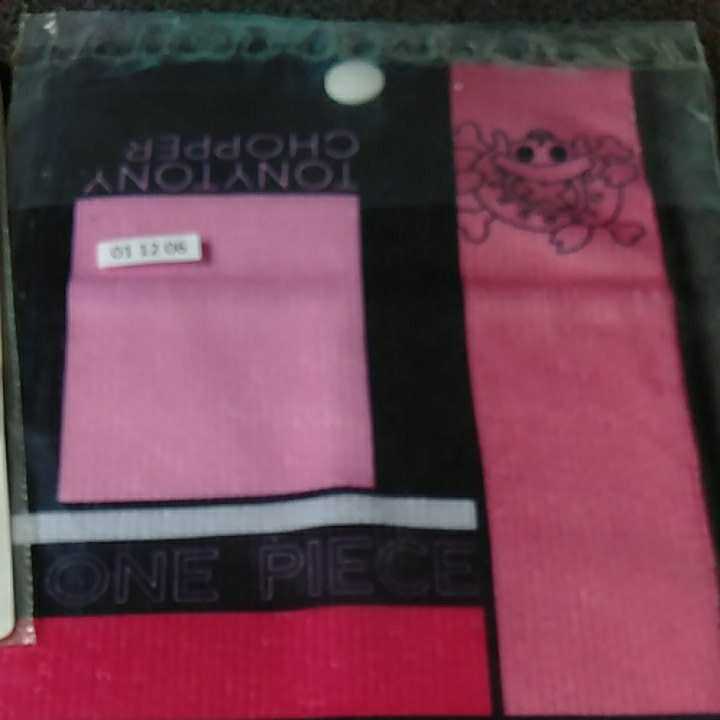 TONYTONY
CHOPPER
01 12 06
ONE PIECE